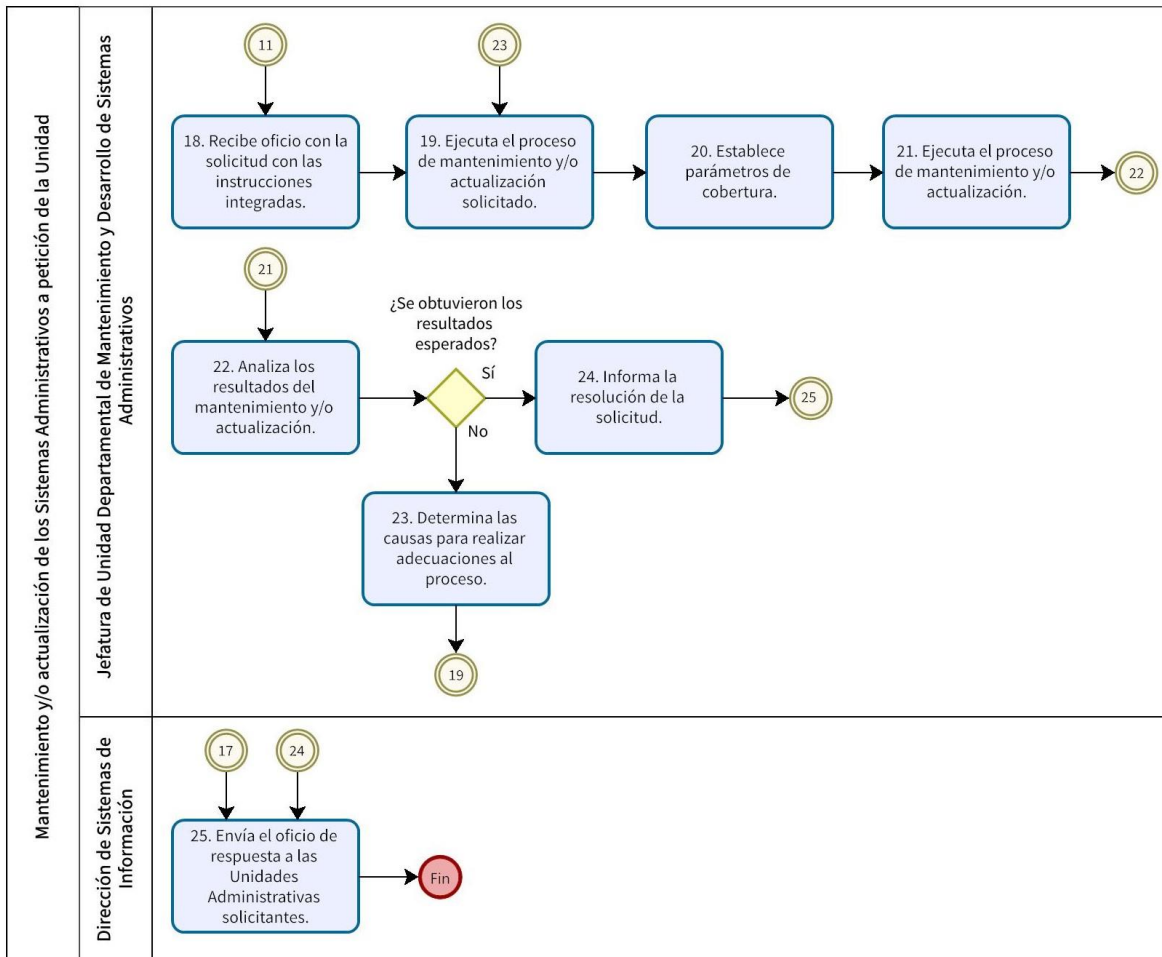 Mantenimiento y/o actualización de los Sistemas Administrativos a petición de la Unidad
Jefatura de Unidad Departamental de Mantenimiento y Desarrollo de Sistemas
Administrativos
11
23
18. Recibe oficio con la
solicitud con las
instrucciones
integradas.
19. Ejecuta el proceso
de mantenimiento y/o
actualización
solicitado.
20. Establece
parámetros de
cobertura.
21. Ejecuta el proceso
de mantenimiento y/o
actualización.
22
21
22. Analiza los
resultados del
mantenimiento y/o
actualización.
¿Se obtuvieron los
resultados
esperados?
Sí
No
24. Informa la
resolución de la
solicitud.
25
23. Determina las
causas para realizar
adecuaciones al
proceso.
19
Dirección de Sistemas de
Información
17
24
25. Envía el oficio de
respuesta a las
Unidades
Administrativas
solicitantes.
Fin